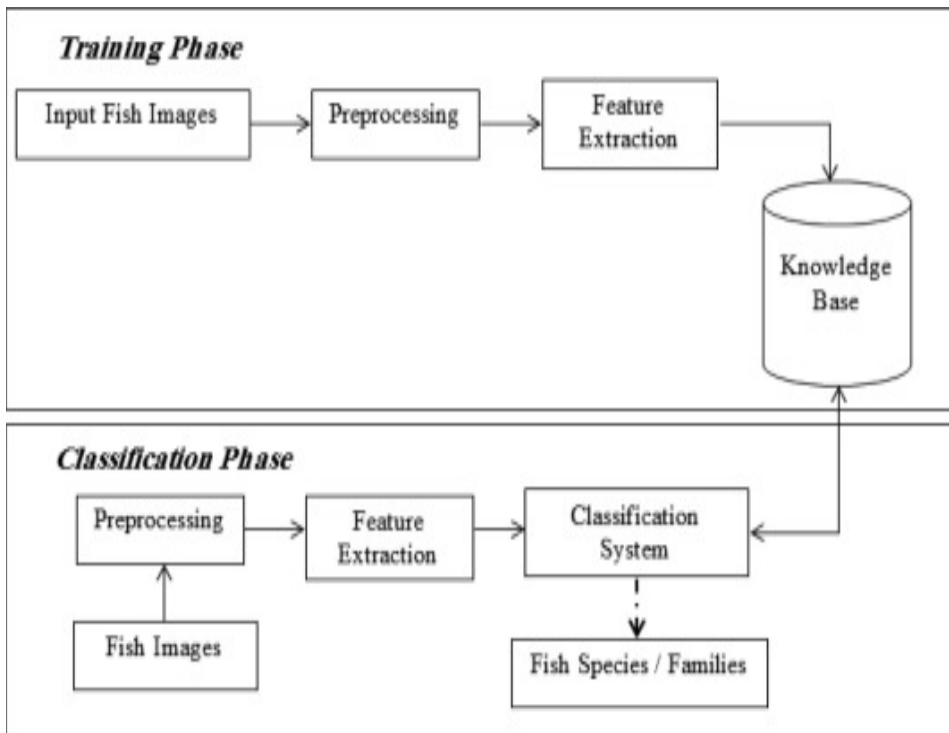 Training Phase
Input Fish Images
Preprocessing
Feature
Extraction
Knowledge
Base
Classification Phase
Preprocessing
Feature
Extraction
Classification
System
Fish Images
Fish Species / Families